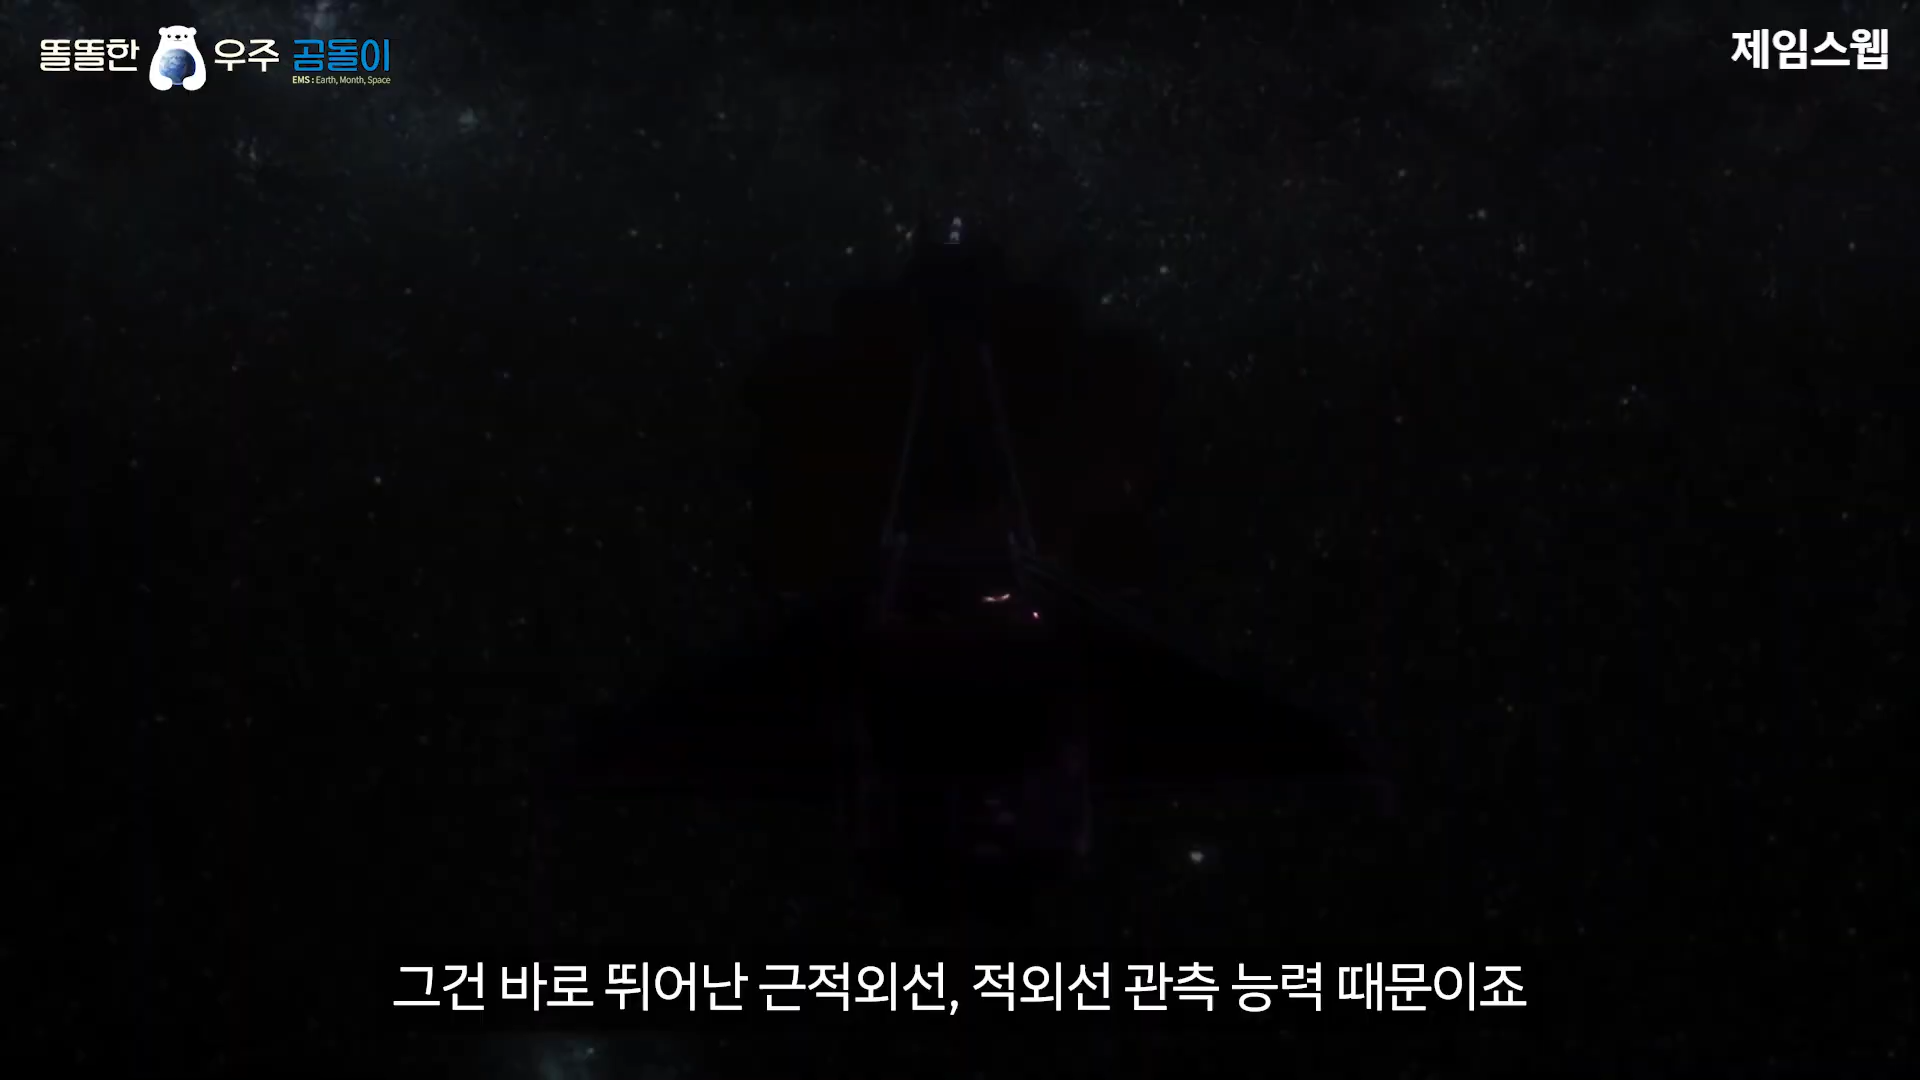 똘똘한 우주 곰돌이
EMS : Earth, Month, Space
제임스웹
그건 바로 뛰어난 근적외선, 적외선 관측 능력 때문이죠